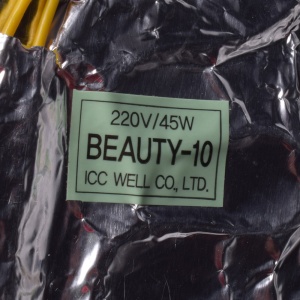 220V/45W
BEAUTY-10
ICC WELL CO., LTD.